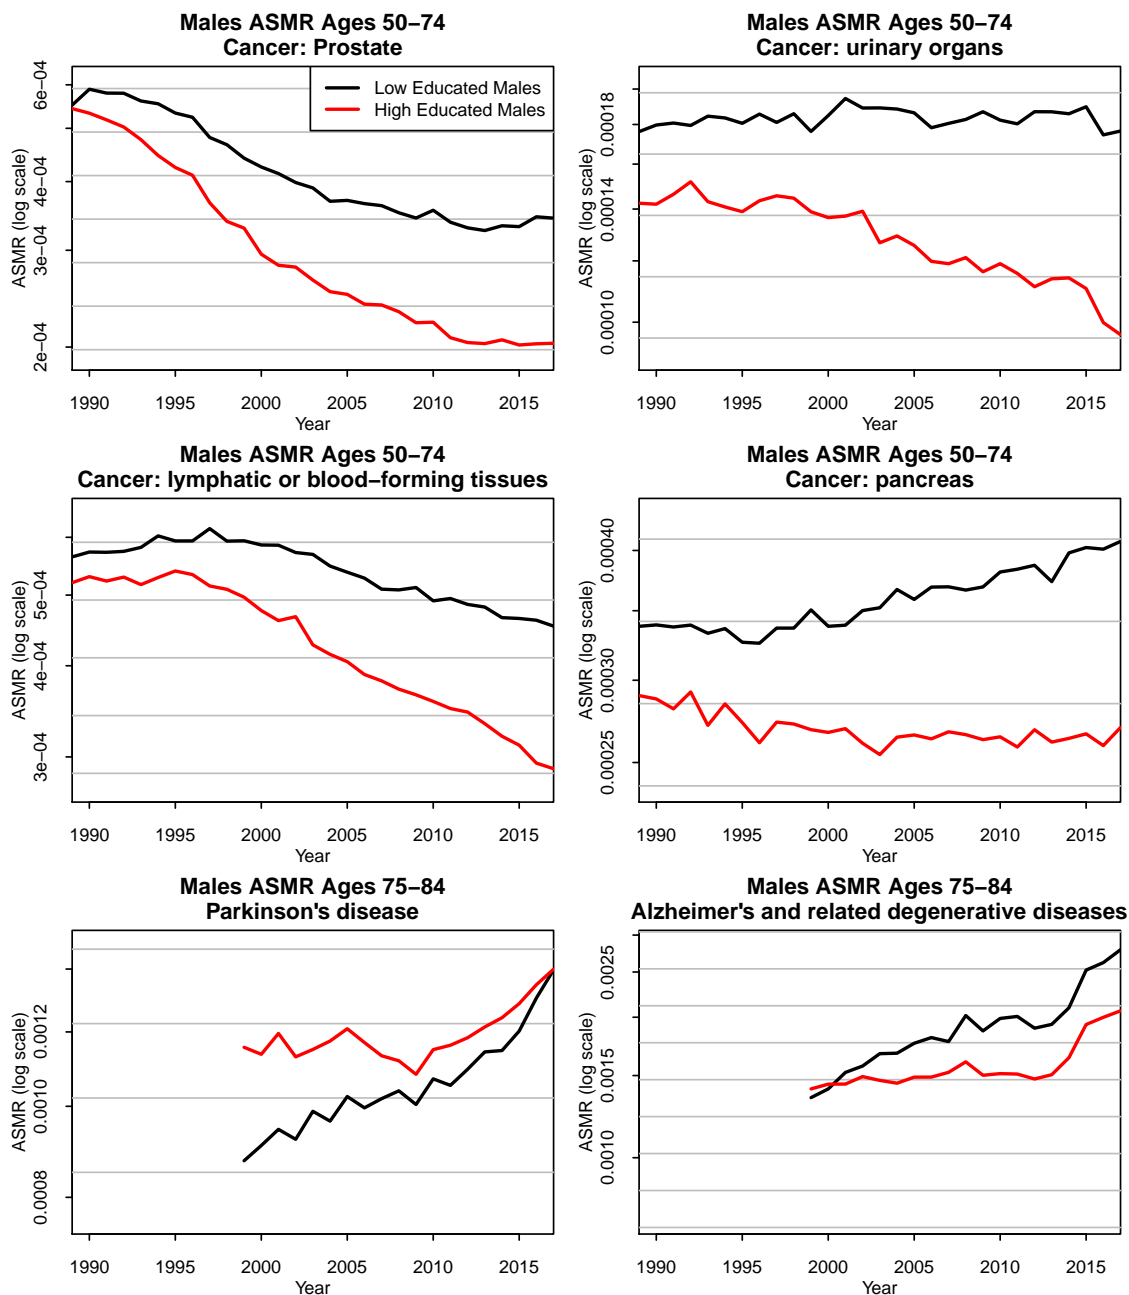 Males ASMR Ages 50−74
Cancer: Prostate
ASMR (log scale)
6e−04
4e−04
3e−04
2e−04
Low Educated Males
High Educated Males
1990 1995 2000 2005 2010 2015
Year
Males ASMR Ages 50−74
Cancer: urinary organs
ASMR (log scale)
0.00018
0.00014
0.00010
1990 1995 2000 2005 2010 2015
Year
Males ASMR Ages 50−74
Cancer: lymphatic or blood−forming tissues
ASMR (log scale)
5e−04
4e−04
3e−04
1990 1995 2000 2005 2010 2015
Year
Males ASMR Ages 50−74
Cancer: pancreas
ASMR (log scale)
0.00040
0.00030
0.00025
1990 1995 2000 2005 2010 2015
Year
Males ASMR Ages 75−84
Parkinson's disease
ASMR (log scale)
0.0012
0.0010
0.0008
1990 1995 2000 2005 2010 2015
Year
Males ASMR Ages 75−84
Alzheimer's and related degenerative diseases
ASMR (log scale)
0.0025
0.0015
0.0010
1990 1995 2000 2005 2010 2015
Year